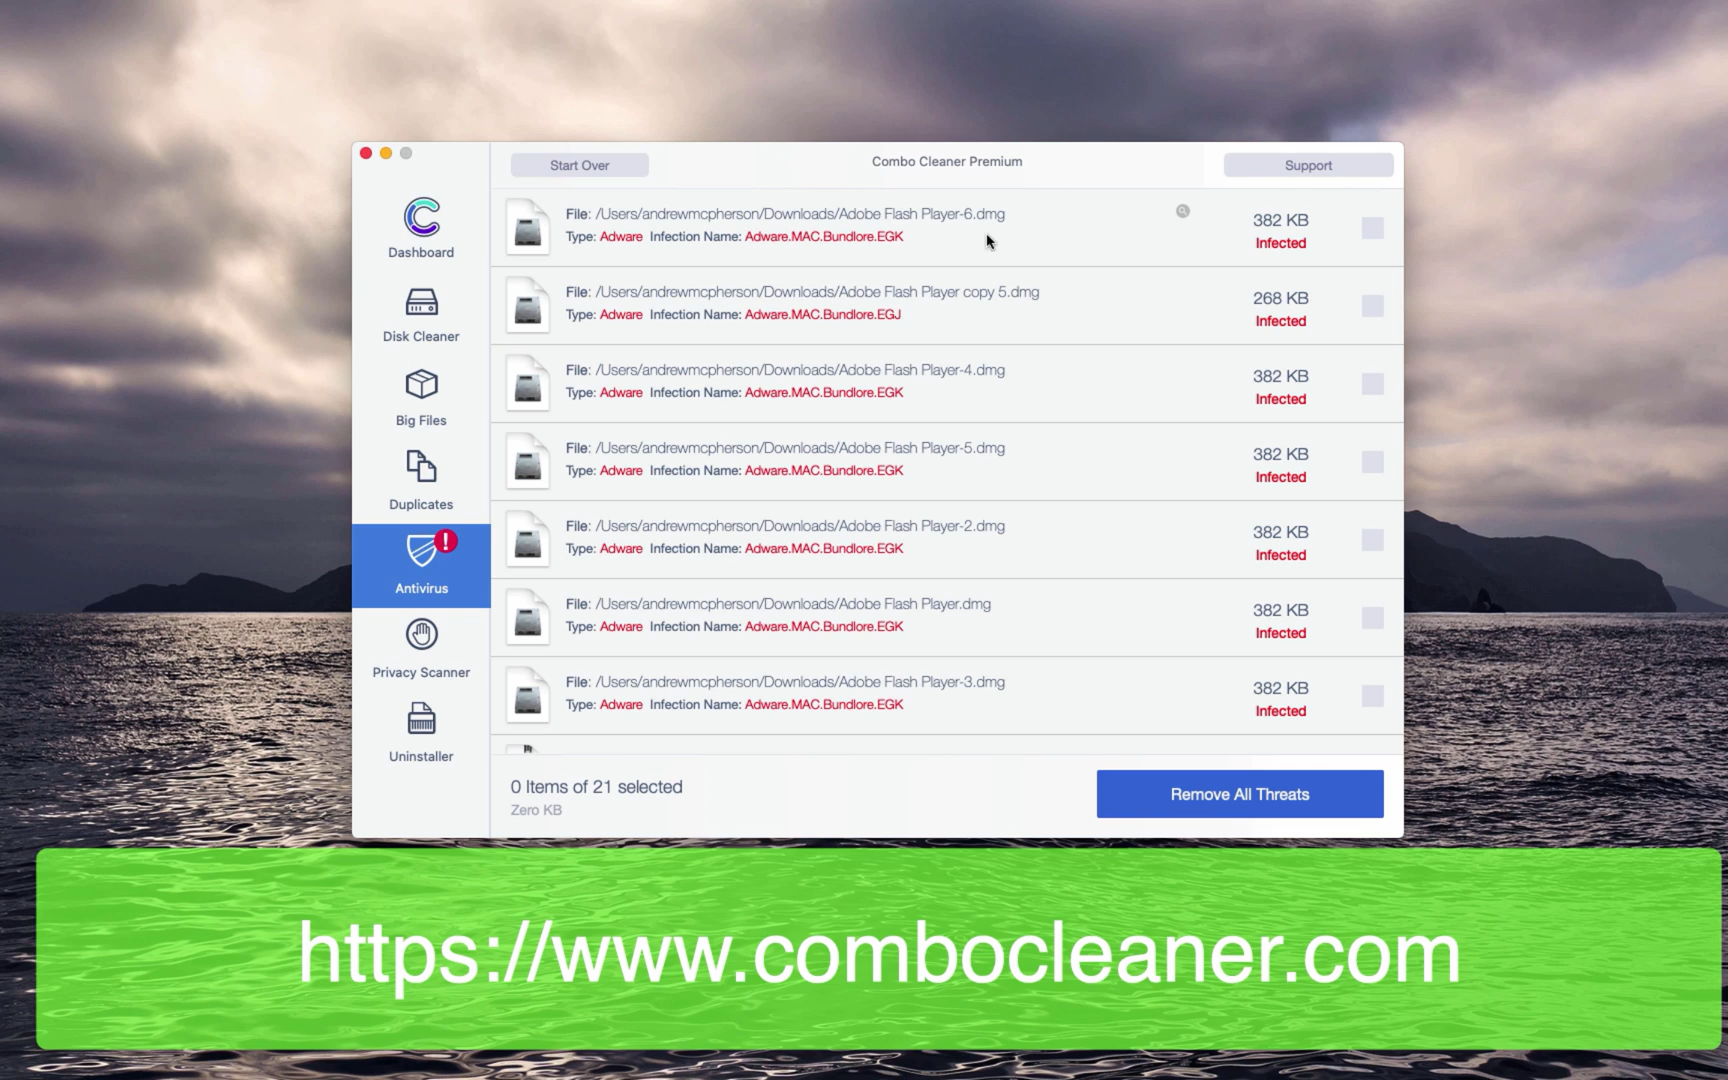 Start Over
Combo Cleaner Premium
Support
Dashboard
Disk Cleaner
Big Files
Duplicates
!
Antivirus
Privacy Scanner
Uninstaller
File: /Users/andrewmcpherson/Downloads/Adobe Flash Player-6.dmg
Type: Adware Infection Name: Adware.MAC.Bundlore.EGK
382 KB
Infected
File: /Users/andrewmcpherson/Downloads/Adobe Flash Player copy 5.dmg
Type: Adware Infection Name: Adware.MAC.Bundlore.EGJ
268 KB
Infected
File: /Users/andrewmcpherson/Downloads/Adobe Flash Player-4.dmg
Type: Adware Infection Name: Adware.MAC.Bundlore.EGK
382 KB
Infected
File: /Users/andrewmcpherson/Downloads/Adobe Flash Player-5.dmg
Type: Adware Infection Name: Adware.MAC.Bundlore.EGK
382 KB
Infected
File: /Users/andrewmcpherson/Downloads/Adobe Flash Player-2.dmg
Type: Adware Infection Name: Adware.MAC.Bundlore.EGK
382 KB
Infected
File: /Users/andrewmcpherson/Downloads/Adobe Flash Player.dmg
Type: Adware Infection Name: Adware.MAC.Bundlore.EGK
382 KB
Infected
File: /Users/andrewmcpherson/Downloads/Adobe Flash Player-3.dmg
Type: Adware Infection Name: Adware.MAC.Bundlore.EGK
382 KB
Infected
0 Items of 21 selected
Zero KB
Remove All Threats
https://www.combocleaner.com